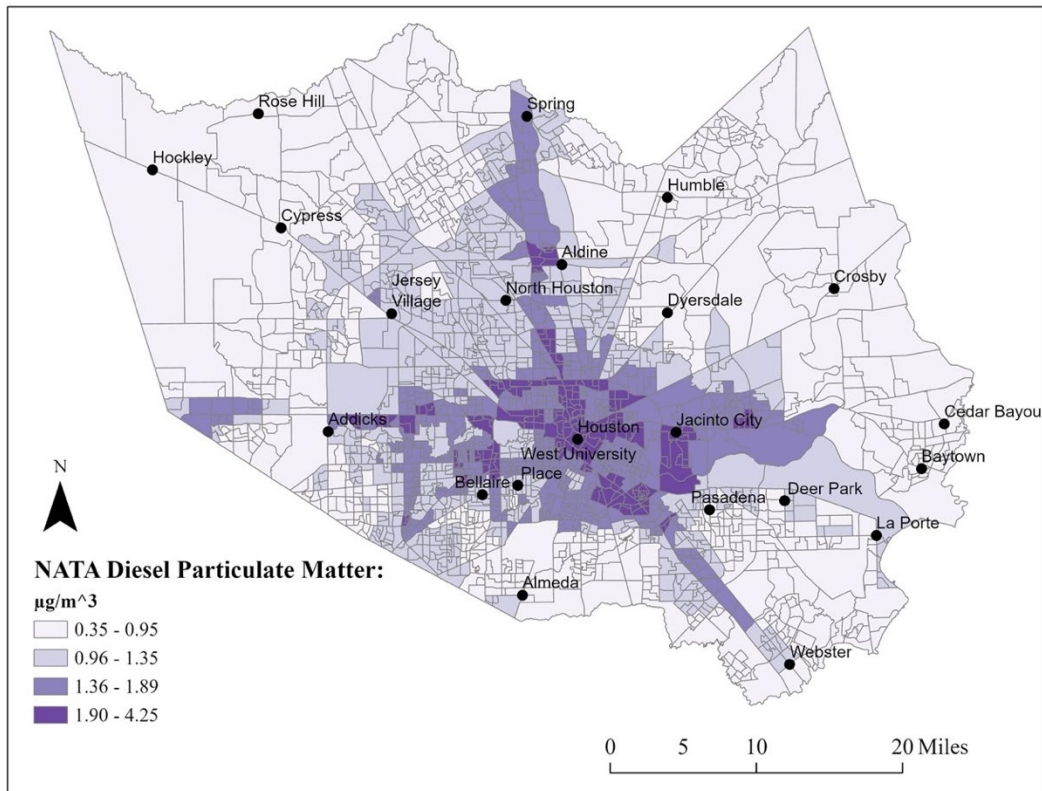 Rose Hill
Spring
Hockley
Humble
Cypress
Aldine
Crosby
Jersey
Village
North Houston
Dyersdale
Addicks
Houston
Jacinto City
Cedar Bayou
West University
Place
Bellaire
Baytown
Pasadena
Deer Park
La Porte
Almeda
Webster
N
NATA Diesel Particulate Matter:
µg/m^3
0.35 - 0.95
0.96 - 1.35
1.36 - 1.89
1.90 - 4.25
0 5 10 20 Miles